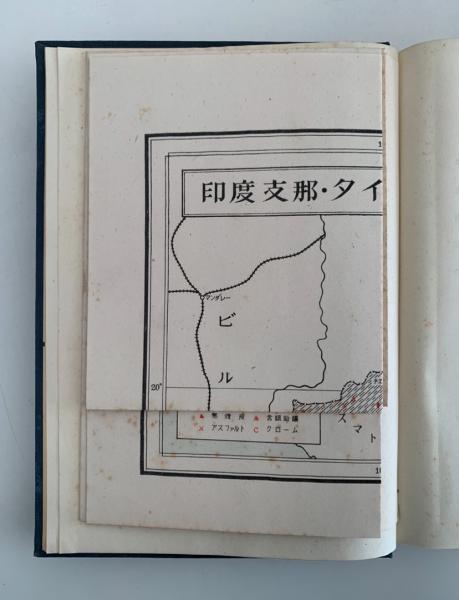 印度支那・タイ
マンダレー
ビ
ル
20°
アスファルト C クローム
スマト